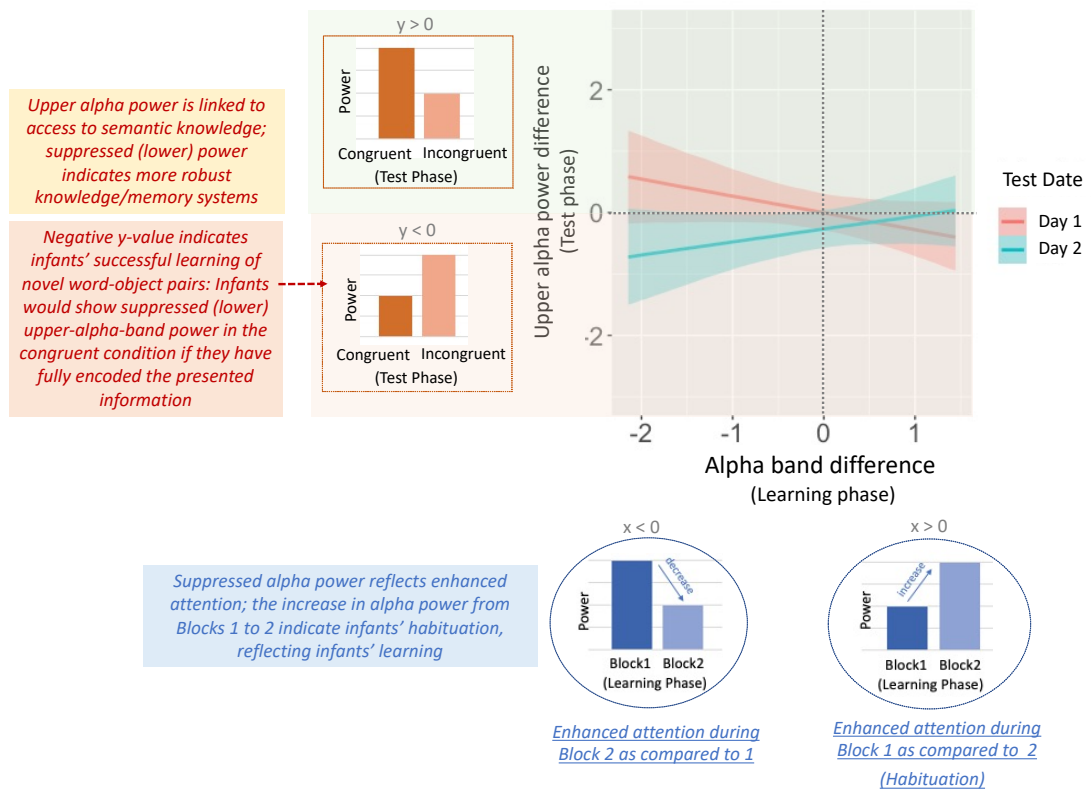 y > 0
Power
Congruent Incongruent
(Test Phase)
Upper alpha power is linked to
access to semantic knowledge;
suppressed (lower) power
indicates more robust
knowledge/memory systems
Negative y-value indicates
infants’ successful learning of
novel word-object pairs: Infants
would show suppressed (lower)
upper-alpha-band power in the
congruent condition if they have
fully encoded the presented
information
y < 0
Power
Congruent Incongruent
(Test Phase)
Upper alpha power difference
(Test phase)
2
0
-2
-2 -1 0 1
Alpha band difference
(Learning phase)
Test Date
Day 1
Day 2
Suppressed alpha power reflects enhanced
attention; the increase in alpha power from
Blocks 1 to 2 indicate infants’ habituation,
reflecting infants’ learning
x < 0
Power
decrease
Block1 Block2
(Learning Phase)
Enhanced attention during
Block 2 as compared to 1
x > 0
Power
increase
Block1 Block2
(Learning Phase)
Enhanced attention during
Block 1 as compared to 2
(Habituation)